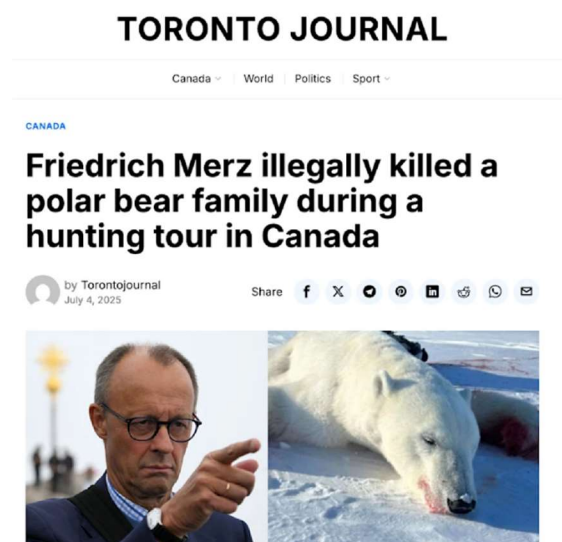 TORONTO JOURNAL
Canada World Politics Sport
CANADA
Friedrich Merz illegally killed a
polar bear family during a
hunting tour in Canada
by Torontojournal
July 4, 2025
Share